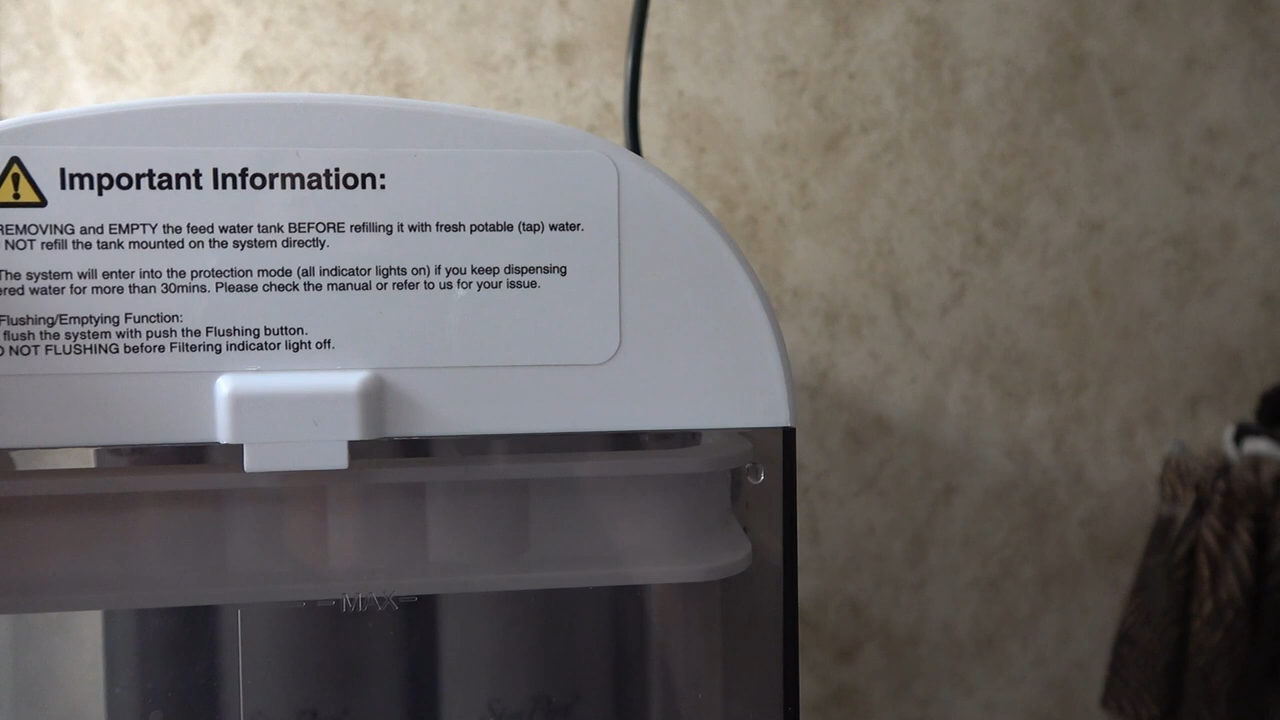 Important Information:
REMOVING and EMPTY the feed water tank BEFORE refilling it with fresh potable (tap) water.
NOT refill the tank mounted on the system directly.
The system will enter into the protection mode (all indicator lights on) if you keep dispensing
ered water for more than 30mins. Please check the manual or refer to us for your issue.
Flushing/Emptying Function:
flush the system with push the Flushing button.
O NOT FLUSHING before Filtering indicator light off.
MAX